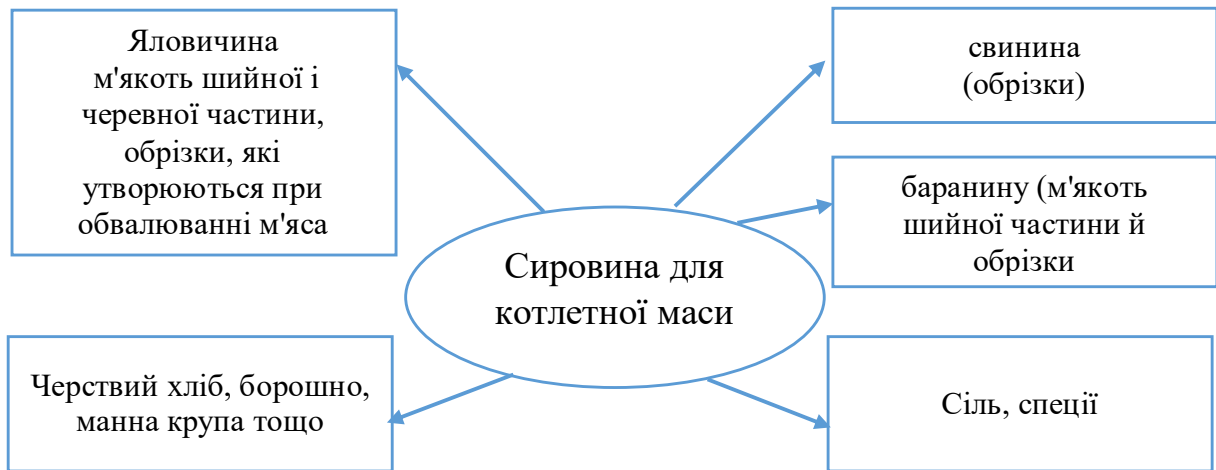 Яловичина
м'якоть шийної і
черевної частини,
обрізки, які
утворюються при
обвалюванні м'яса
свинина
(обрізки)
баранину (м'якоть
шийної частини й
обрізки
Сировина для
котлетної маси
Черствий хліб, борошно,
манна крупа тощо
Сіль, спеції